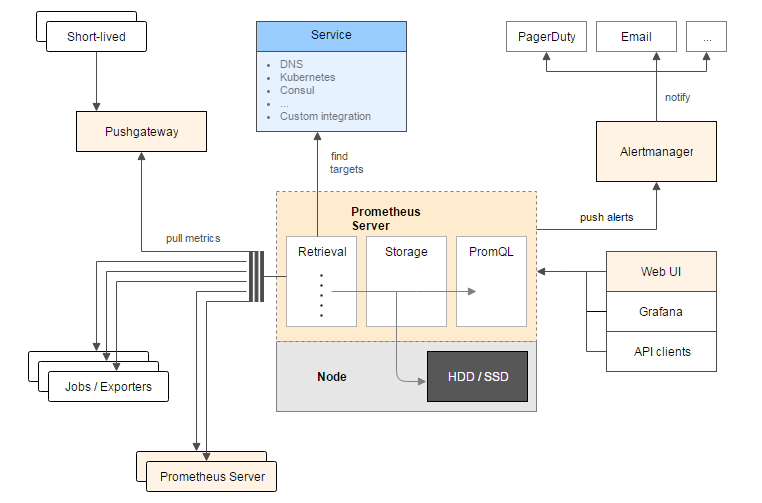 Short-lived
Pushgateway
pull metrics
Service
• DNS
• Kubernetes
• Consul
• ...
• Custom integration
find
targets
PagerDuty
Email
...
notify
Alertmanager
push alerts
Prometheus
Server
Retrieval
Storage
PromQL
Node
HDD / SSD
Web UI
Grafana
API clients
Jobs / Exporters
Prometheus Server